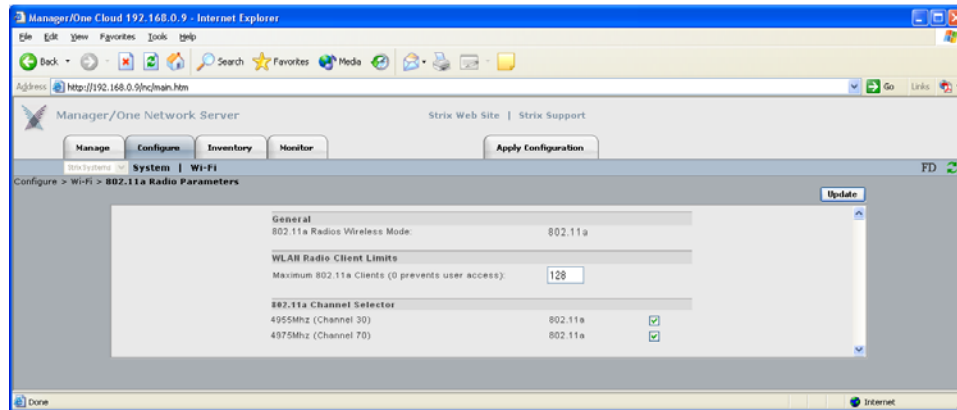 Manager/One Cloud 192.168.0.9 - Internet Explorer
File Edit View Favorites Tools Help
Back Search Favorites Media
Address http://192.168.0.9/nc/main.htm Go Links
Manager/One Network Server Strix Web Site | Strix Support
Manage Configure Inventory Monitor Apply Configuration
StrixSystems System | Wi-Fi FD
Configure > Wi-Fi > 802.11a Radio Parameters
Update
General
802.11a Radios Wireless Mode: 802.11a
WLAN Radio Client Limits
Maximum 802.11a Clients (0 prevents user access): 128
802.11a Channel Selector
4955Mhz (Channel 30) 802.11a
4975Mhz (Channel 70) 802.11a
Done Internet